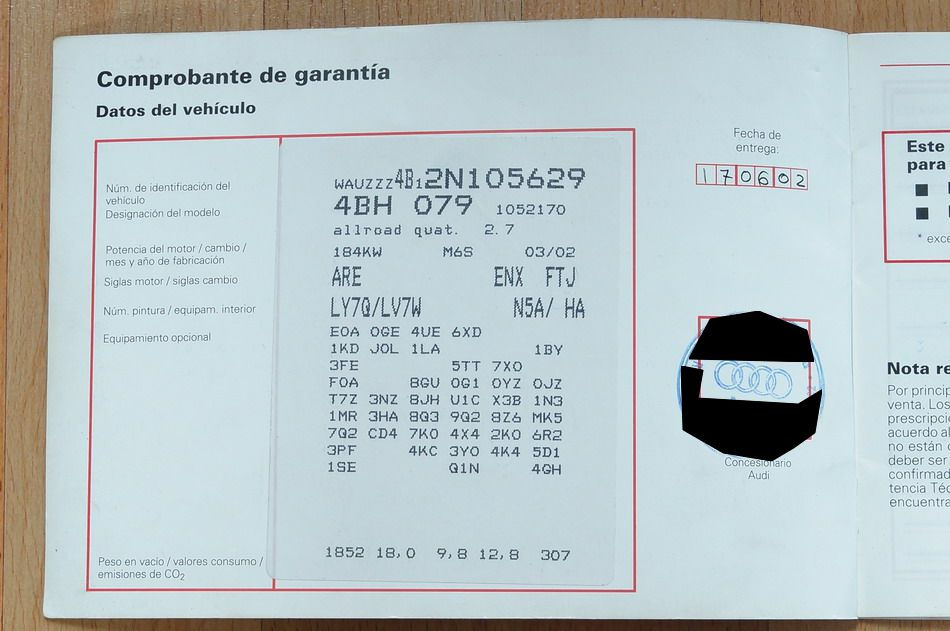 Comprobante de garantía
Datos del vehículo
Núm. de identificación del
vehículo
Designación del modelo
Potencia del motor / cambio /
mes y año de fabricación
Siglas motor / siglas cambio
Núm. pintura / equipam. interior
Equipamiento opcional
Peso en vacío / valores consumo /
emisiones de CO2
WAUZZZ4B12N105629
4BH 079 1052170
allroad quat. 2.7
184KW M6S 03/02
ARE ENX FTJ
LY7Q/LV7W N5A/ HA
E0A 0GE 4UE 6XD
1KD J0L 1LA 1BY
3FE 5TT 7X0
F0A 8GU 0G1 0YZ 0JZ
T7Z 3NZ 8JH U1C X3B 1N3
1MR 3HA 8Q3 9Q2 8Z6 MK5
7Q2 CD4 7K0 4X4 2K0 6R2
3PF 4KC 3Y0 4K4 5D1
1SE Q1N 4GH
1852 18,0 9,8 12,8 307
Fecha de
entrega:
170602
Concesionario
Audi
Este
para
* exce
Nota re
Por princip
venta. Los
prescripci
acuerdo al
no están
deber ser
confirmad
tencia Téc
encuentra